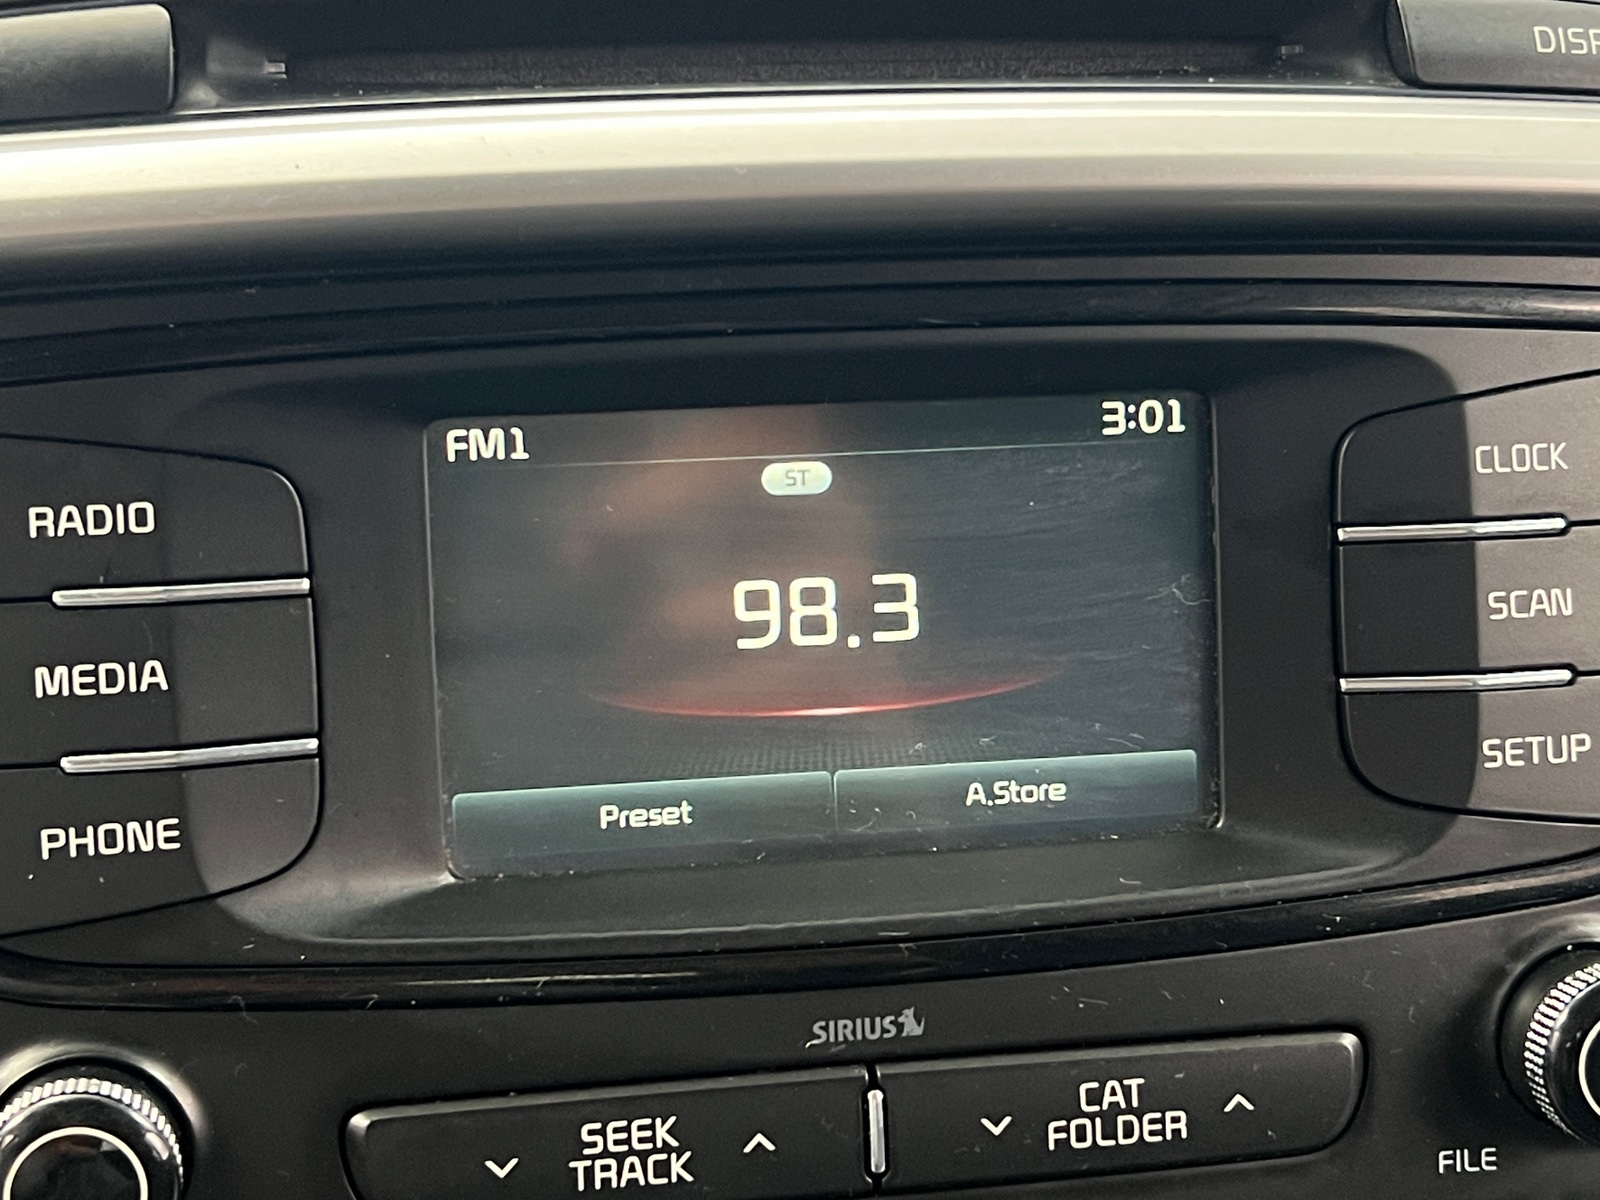 DISP
FM1
3:01
ST
RADIO
CLOCK
98.3
SCAN
MEDIA
SETUP
Preset
A.Store
PHONE
SIRIUS
SEEK
TRACK
CAT
FOLDER
FILE